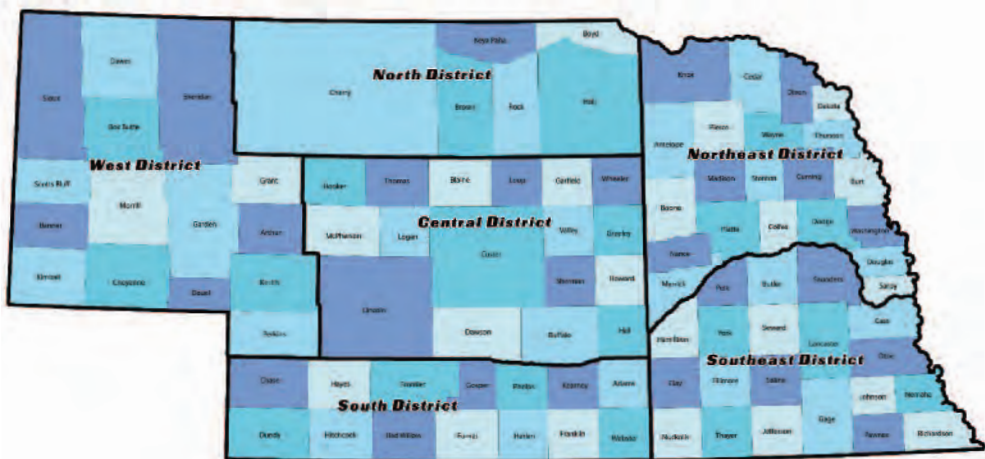 North District
Cherry
Keya Paha
Boyd
Brown
Rock
Holt
West District
Sioux
Dawes
Sheridan
Box Butte
Scotts Bluff
Morrill
Garden
Grant
Banner
Arthur
Kimball
Cheyenne
Deuel
Keith
Perkins
Central District
Hooker
Thomas
Blaine
Loup
Garfield
Wheeler
McPherson
Logan
Custer
Valley
Greeley
Lincoln
Sherman
Howard
Dawson
Buffalo
Hall
Northeast District
Knox
Cedar
Dixon
Dakota
Antelope
Pierce
Wayne
Thurston
Madison
Stanton
Cuming
Burt
Boone
Platte
Colfax
Dodge
Washington
Nance
Merrick
Douglas
Sarpy
Southeast District
Polk
Butler
Saunders
Hamilton
York
Seward
Lancaster
Cass
Otoe
Clay
Fillmore
Saline
Gage
Johnson
Nemaha
Nuckolls
Thayer
Jefferson
Pawnee
Richardson
South District
Chase
Hayes
Frontier
Gosper
Phelps
Kearney
Adams
Dundy
Hitchcock
Red Willow
Furnas
Harlan
Franklin
Webster